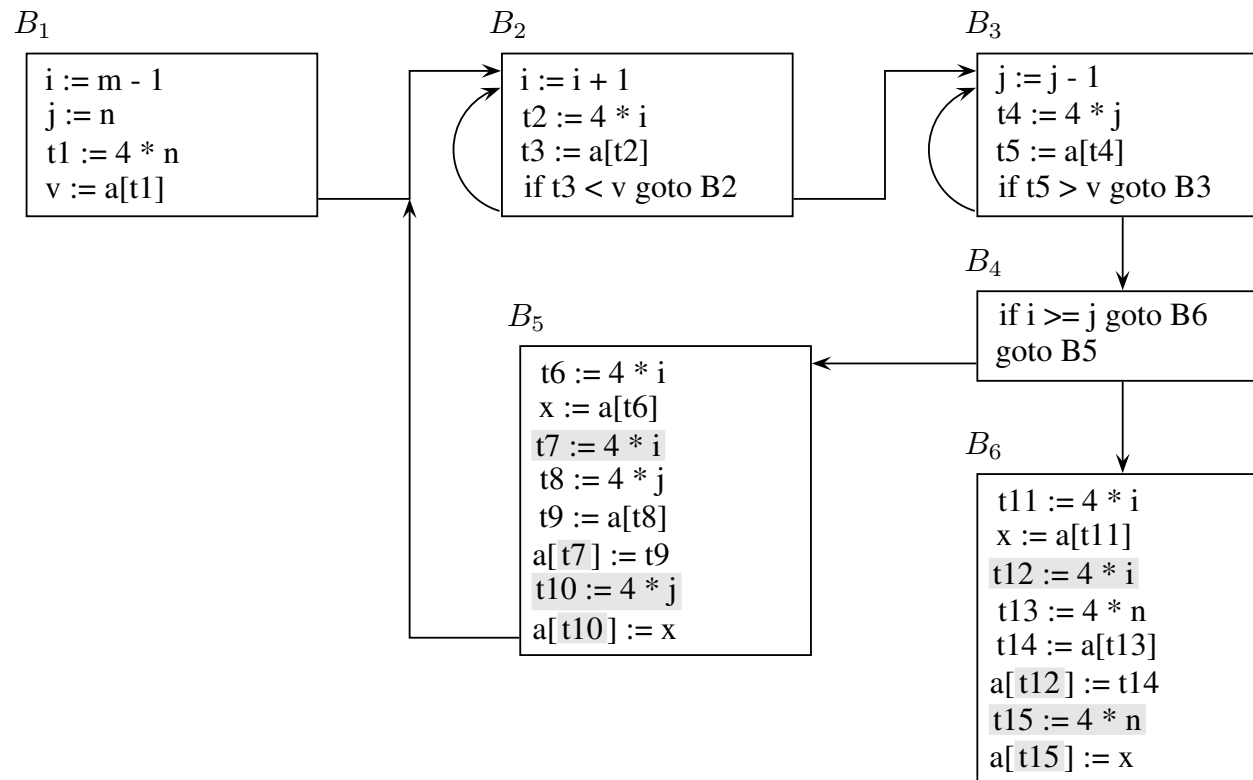 B1
i := m - 1
j := n
t1 := 4 * n
v := a[t1]
B2
i := i + 1
t2 := 4 * i
t3 := a[t2]
if t3 < v goto B2
B3
j := j - 1
t4 := 4 * j
t5 := a[t4]
if t5 > v goto B3
B4
if i >= j goto B6
goto B5
B5
t6 := 4 * i
x := a[t6]
t7 := 4 * i
t8 := 4 * j
t9 := a[t8]
a[t7] := t9
t10 := 4 * j
a[t10] := x
B6
t11 := 4 * i
x := a[t11]
t12 := 4 * i
t13 := 4 * n
t14 := a[t13]
a[t12] := t14
t15 := 4 * n
a[t15] := x